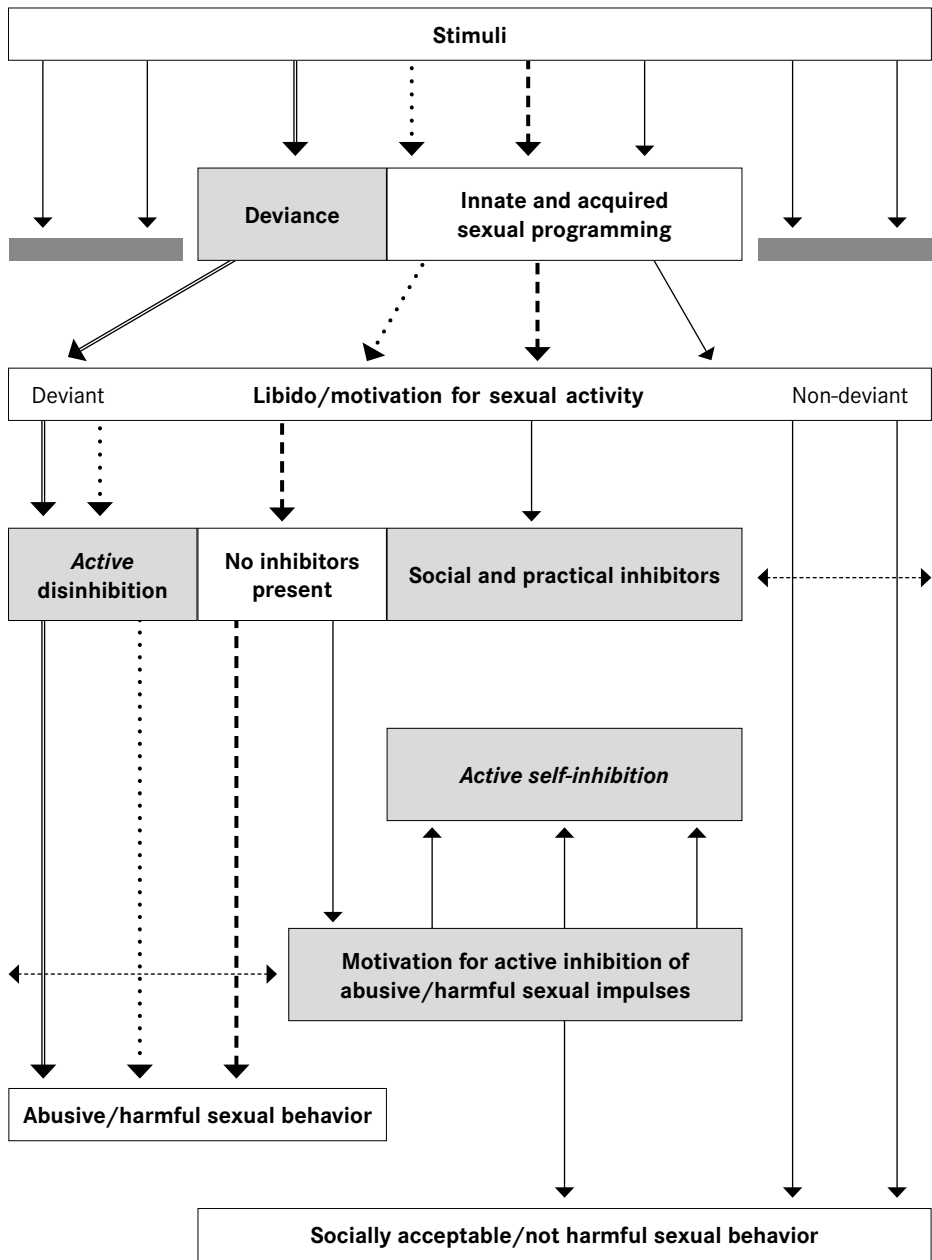 Stimuli
Deviance
Innate and acquired
sexual programming
Deviant
Libido/motivation for sexual activity
Non-deviant
Active
disinhibition
No inhibitors
present
Social and practical inhibitors
Active self-inhibition
Motivation for active inhibition of
abusive/harmful sexual impulses
Abusive/harmful sexual behavior
Socially acceptable/not harmful sexual behavior